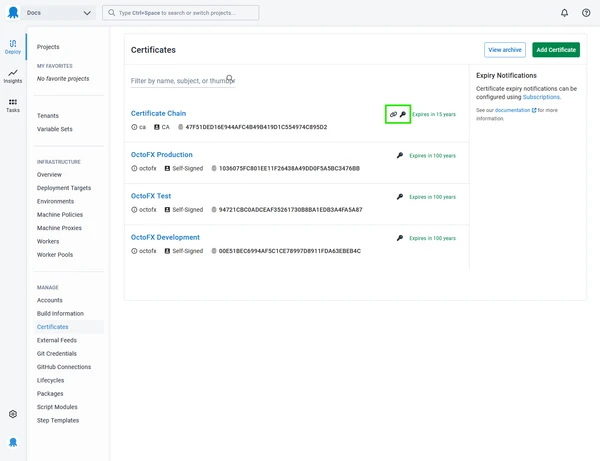 Docs
Type Ctrl+Space to search or switch projects...
Deploy
Insights
Tasks
Projects
MY FAVORITES
No favorite projects
Tenants
Variable Sets
INFRASTRUCTURE
Overview
Deployment Targets
Environments
Machine Policies
Machine Proxies
Workers
Worker Pools
MANAGE
Accounts
Build Information
Certificates
External Feeds
Git Credentials
GitHub Connections
Lifecycles
Packages
Script Modules
Step Templates
Certificates
View archive
Add Certificate
Filter by name, subject, or thumbpr
Certificate Chain
Expires in 15 years
ca CA 47F51DED16E944AFC4B49B419D1C554974C895D2
OctoFX Production
Expires in 100 years
octofx Self-Signed 1036075FC801EE11F26438A49DD0F5A5BC3476BB
OctoFX Test
Expires in 100 years
octofx Self-Signed 94721CBC0ADCEAF35261730B8BA1EDB3A4FA5A87
OctoFX Development
Expires in 100 years
octofx Self-Signed 00E51BEC6994AF5C1CE78997D8911FDA63EBEB4C
Expiry Notifications
Certificate expiry notifications can be
configured using Subscriptions.
See our documentation for more
information.